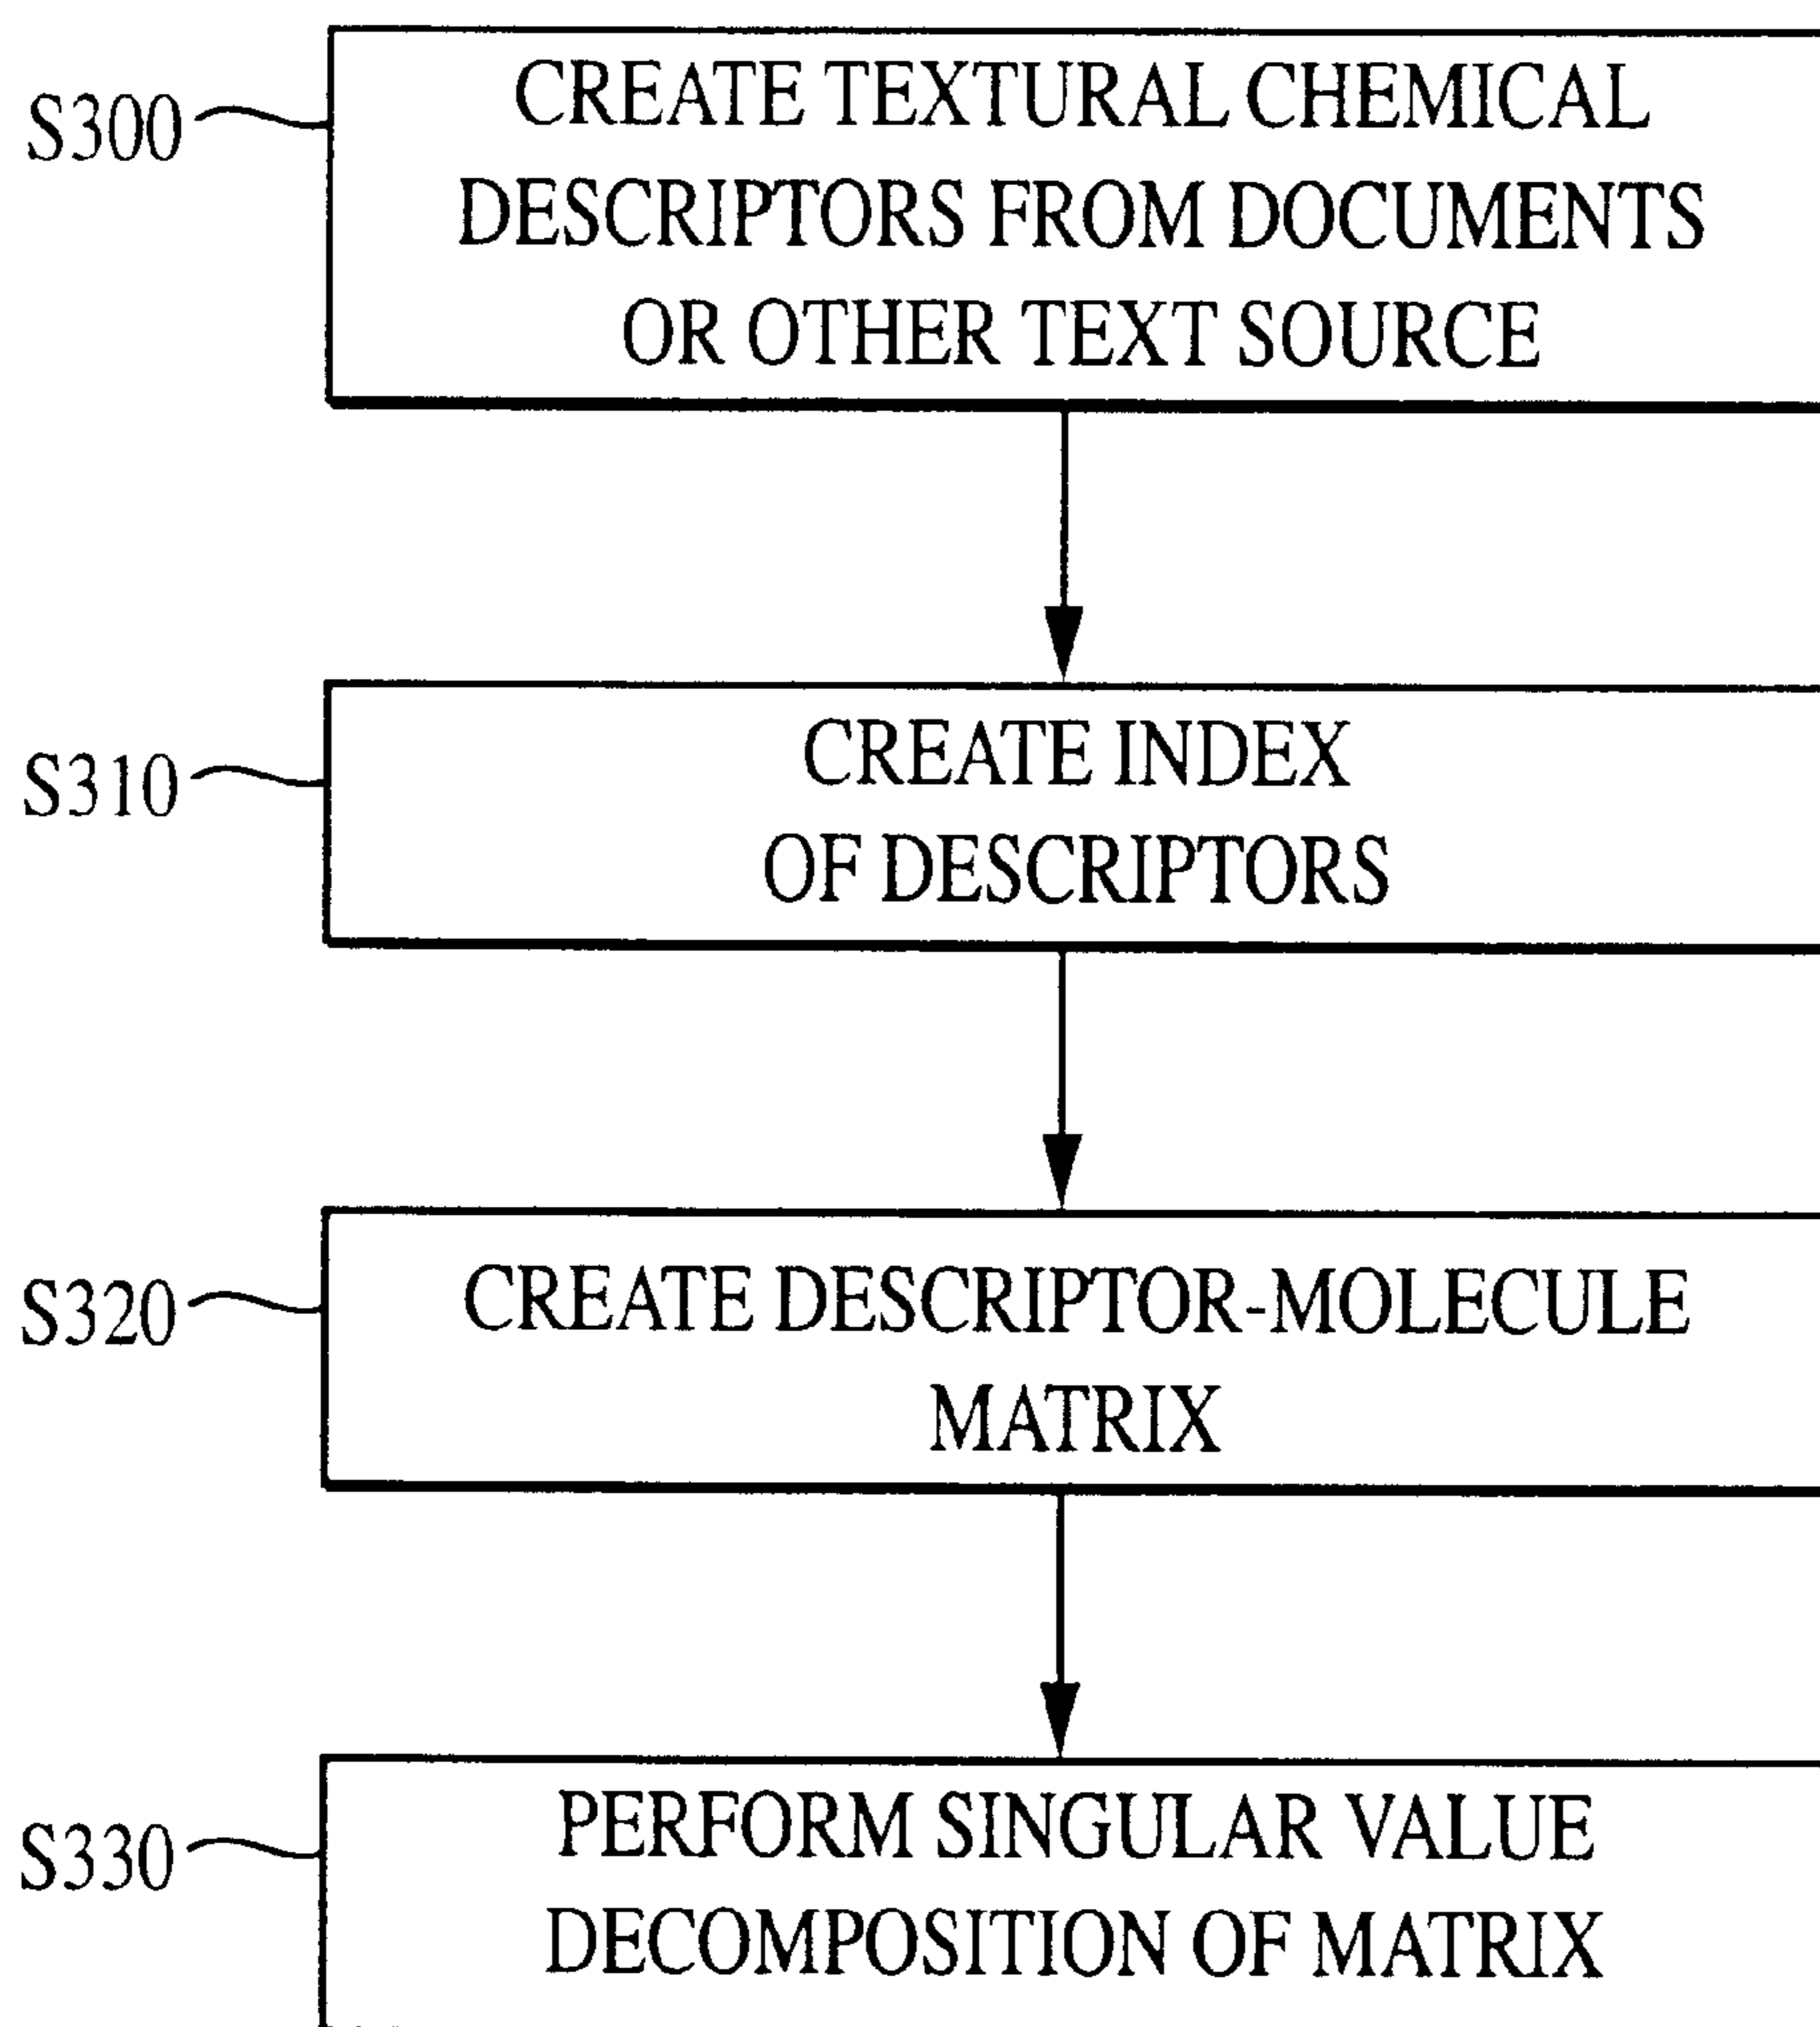 S300
CREATE TEXTURAL CHEMICAL
DESCRIPTORS FROM DOCUMENTS
OR OTHER TEXT SOURCE
S310
CREATE INDEX
OF DESCRIPTORS
S320
CREATE DESCRIPTOR-MOLECULE
MATRIX
S330
PERFORM SINGULAR VALUE
DECOMPOSITION OF MATRIX